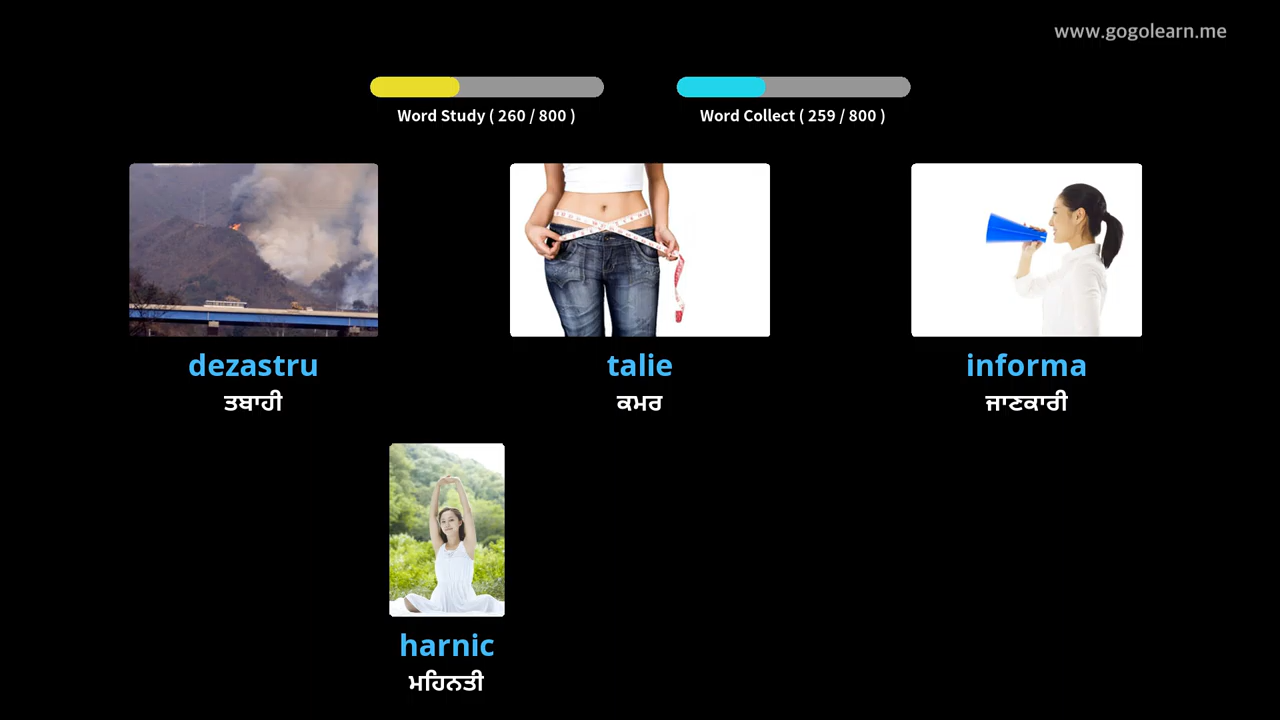 www.gogolearn.me
Word Study ( 260 / 800 )
Word Collect ( 259 / 800 )
dezastru
ਤਬਾਹੀ
talie
ਕਮਰ
informa
ਜਾਣਕਾਰੀ
harnic
ਮਹਿਨਤੀ